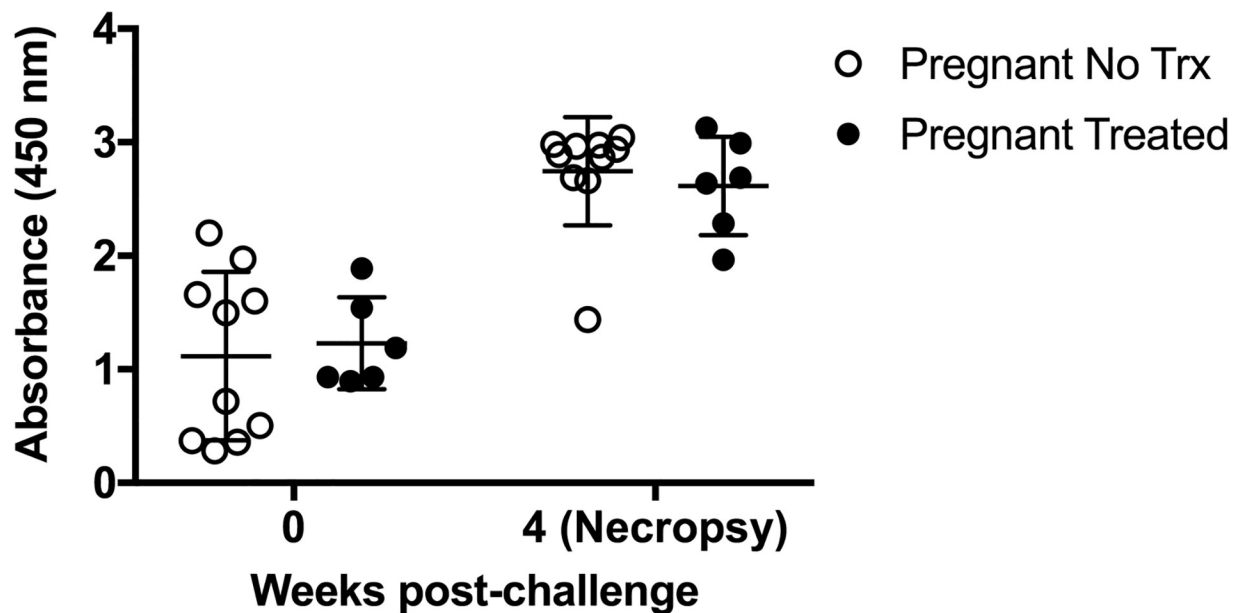 Absorbance (450 nm)
4
3
2
1
0
0
4 (Necropsy)
Weeks post-challenge
Pregnant No Trx
Pregnant Treated